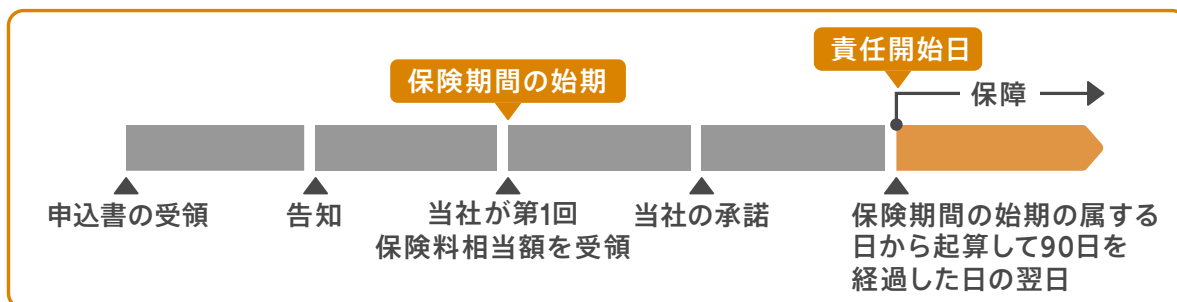 責任開始日
保険期間の始期
保障
申込書の受領
告知
当社が第1回
保険料相当額を受領
当社の承諾
保険期間の始期の属する
日から起算して90日を
経過した日の翌日